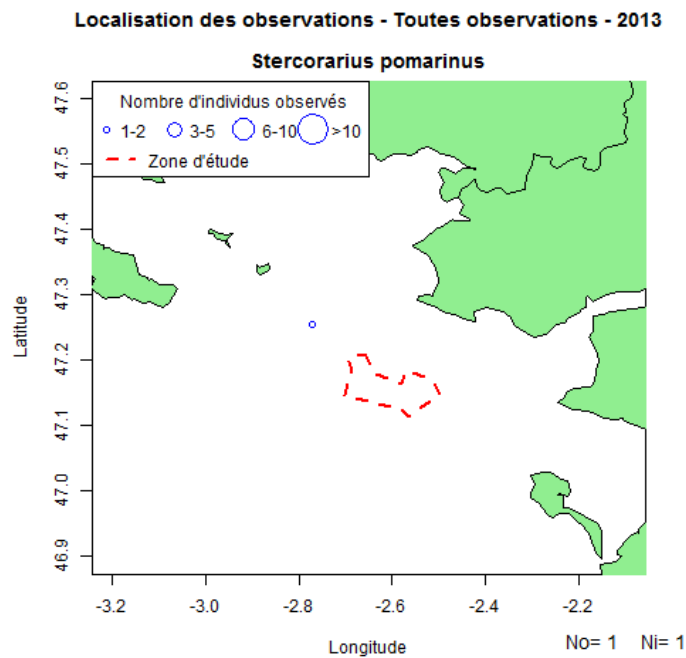 Localisation des observations - Toutes observations - 2013
Stercorarius pomarinus
Nombre d'individus observés
1-2 3-5 6-10 >10
Zone d'étude
Latitude
47.6
47.5
47.4
47.3
47.2
47.1
47.0
46.9
-3.2 -3.0 -2.8 -2.6 -2.4 -2.2
Longitude
No= 1 Ni= 1